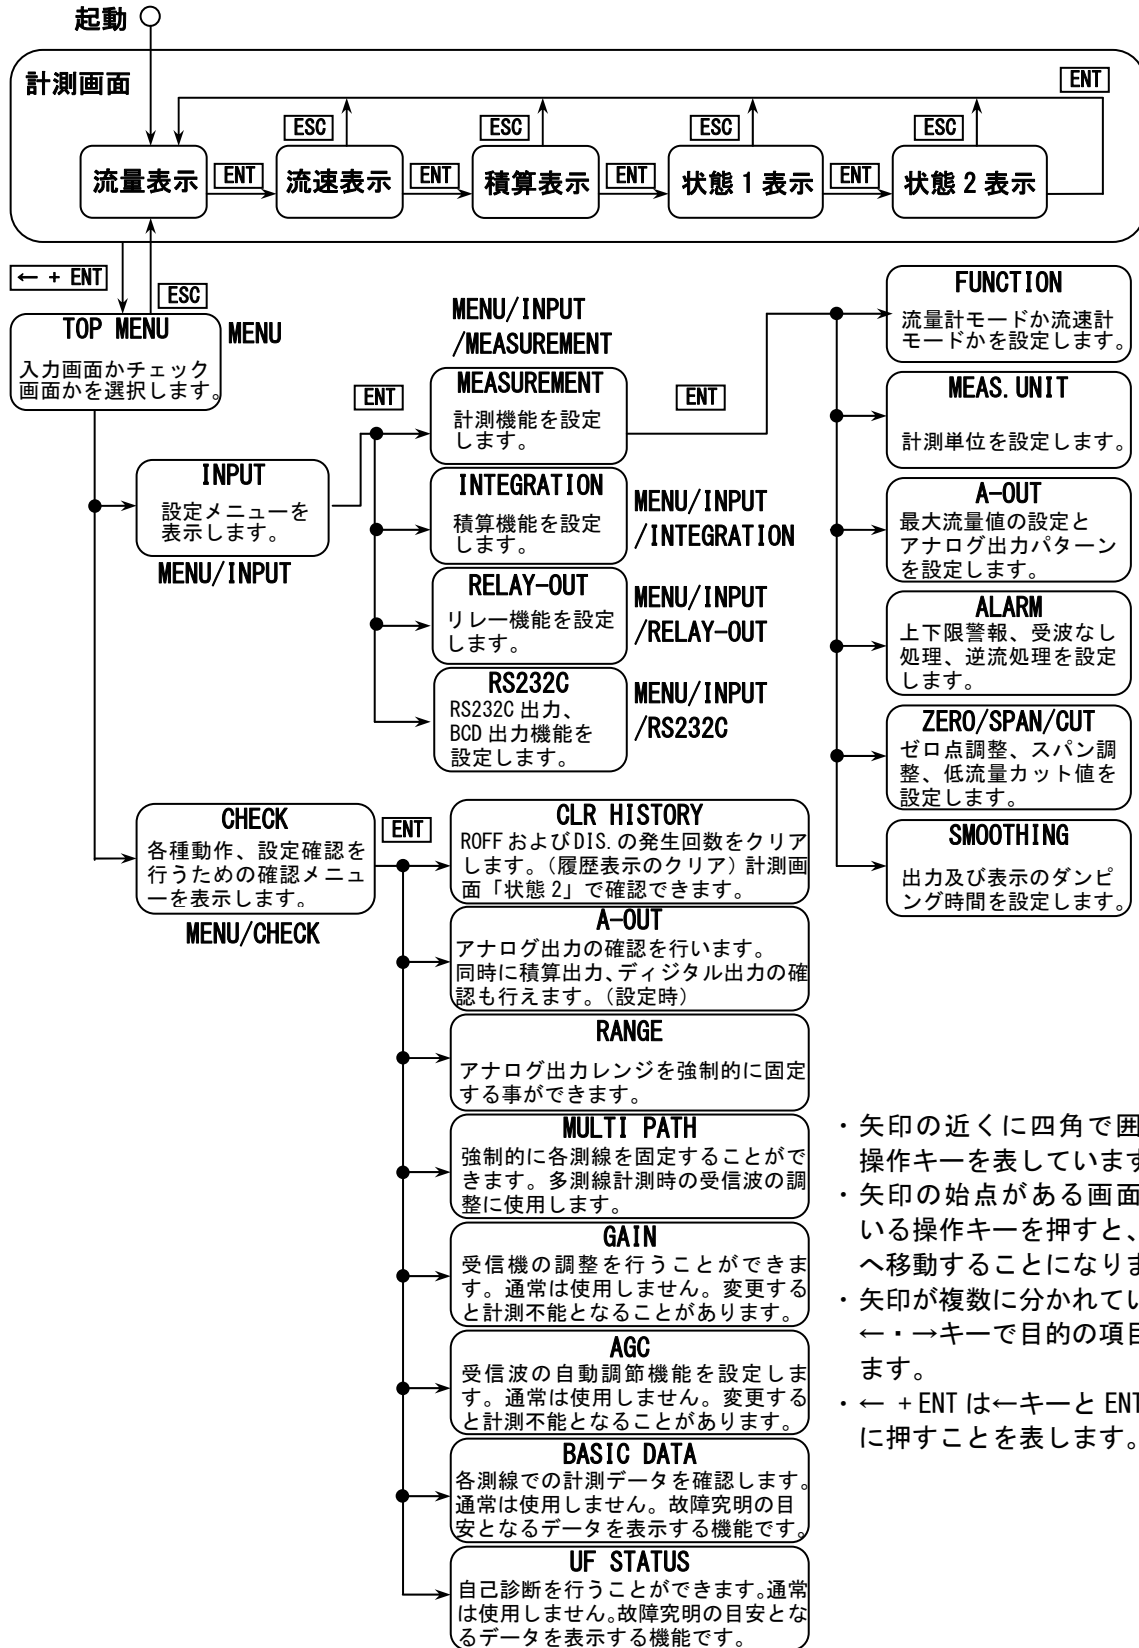 起動
計測画面
ENT
ESC
ESC
ESC
ESC
流量表示
ENT
流速表示
ENT
積算表示
ENT
状態1表示
ENT
状態2表示
← + ENT
ESC
TOP MENU
入力画面かチェック
画面かを選択します。
MENU
INPUT
設定メニューを
表示します。
MENU/INPUT
ENT
MENU/INPUT
/MEASUREMENT
MEASUREMENT
計測機能を設定
します。
ENT
INTEGRATION
積算機能を設定
します。
MENU/INPUT
/INTEGRATION
RELAY-OUT
リレー機能を設定
します。
MENU/INPUT
/RELAY-OUT
RS232C
RS232C 出力、
BCD 出力機能を
設定します。
MENU/INPUT
/RS232C
FUNCTION
流量計モードか流速計
モードかを設定します。
MEAS.UNIT
計測単位を設定します。
A-OUT
最大流量値の設定と
アナログ出力パターン
を設定します。
ALARM
上下限警報、受波なし
処理、逆流処理を設定
します。
ZERO/SPAN/CUT
ゼロ点調整、スパン調
整、低流量カット値を
設定します。
SMOOTHING
出力及び表示のダンピ
ング時間を設定します。
CHECK
各種動作、設定確認を
行うための確認メニュ
ーを表示します。
MENU/CHECK
ENT
CLR HISTORY
ROFF およびDIS. の発生回数をクリア
します。(履歴表示のクリア)計測画
面「状態2」で確認できます。
A-OUT
アナログ出力の確認を行います。
同時に積算出力、ディジタル出力の確
認も行えます。(設定時)
RANGE
アナログ出力レンジを強制的に固定
する事ができます。
MULTI PATH
強制的に各測線を固定することがで
きます。多測線計測時の受信波の調
整に使用します。
GAIN
受信機の調整を行うことができま
す。通常は使用しません。変更する
と計測不能となることがあります。
AGC
受信波の自動調節機能を設定しま
す。通常は使用しません。変更する
と計測不能となることがあります。
BASIC DATA
各測線での計測データを確認します。
通常は使用しません。故障究明の目
安となるデータを表示する機能です。
UF STATUS
自己診断を行うことができます。通常
は使用しません。故障究明の目安とな
るデータを表示する機能です。
・矢印の近くに四角で囲
操作キーを表しています
・矢印の始点がある画面
いる操作キーを押すと、
へ移動することになりま
・矢印が複数に分かれてい
←・→キーで目的の項目
ます。
・← + ENT は←キーと ENT
に押すことを表します。